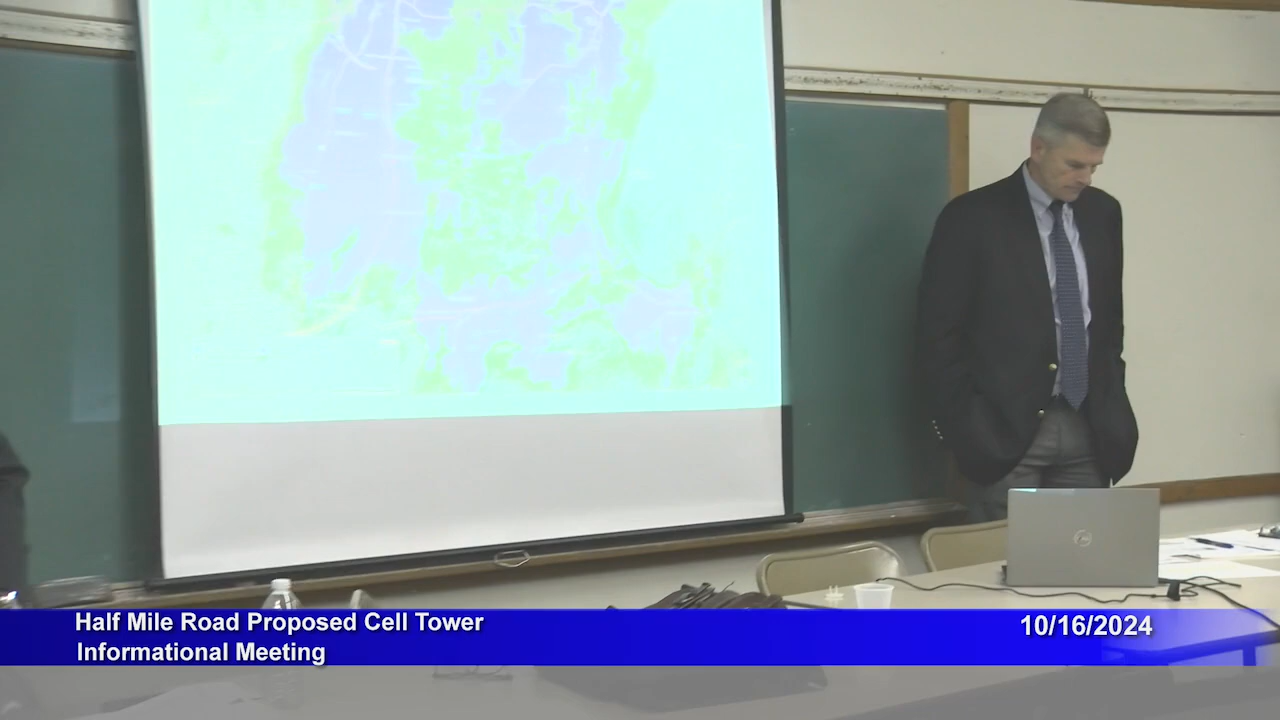 Half Mile Road Proposed Cell Tower
Informational Meeting
10/16/2024